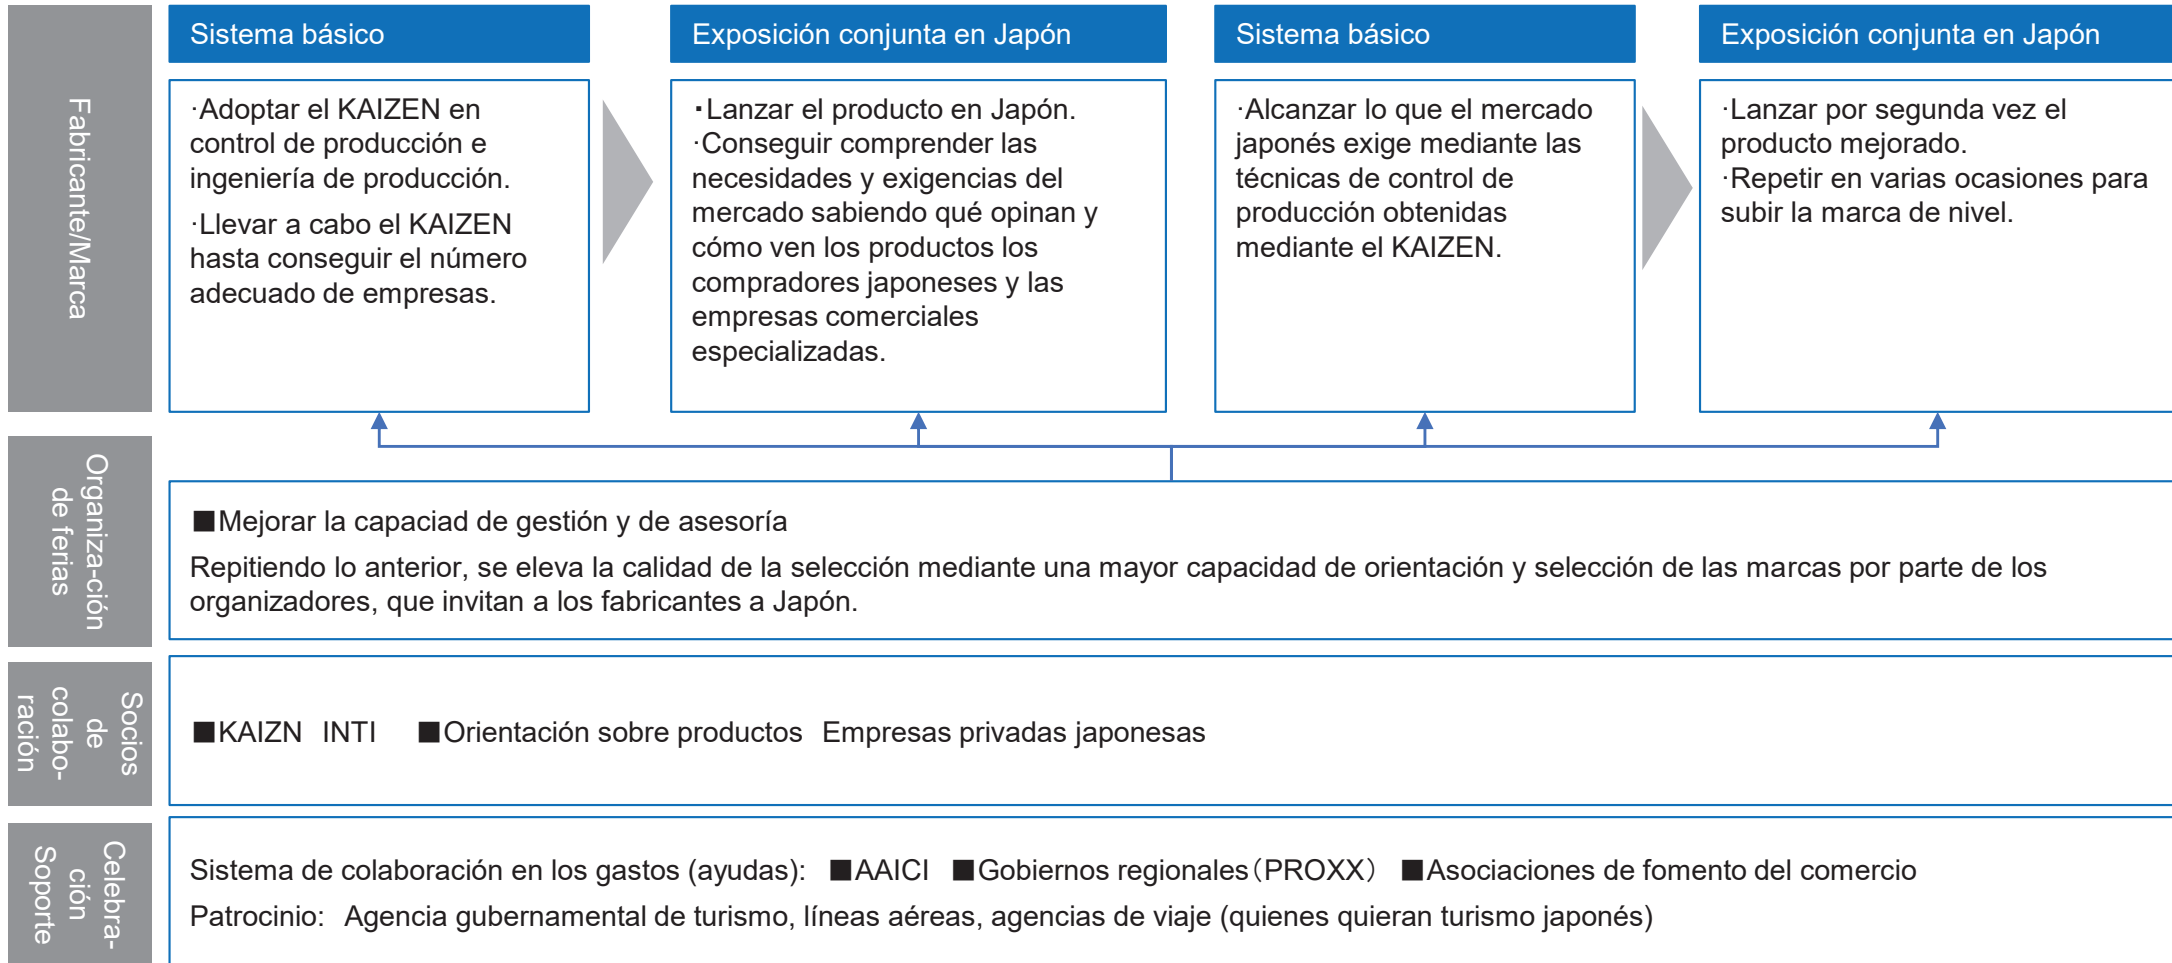 Fabricante/Marca
Sistema básico
·Adoptar el KAIZEN en
control de producción e
ingeniería de producción.
·Llevar a cabo el KAIZEN
hasta conseguir el número
adecuado de empresas.
Exposición conjunta en Japón
・Lanzar el producto en Japón.
·Conseguir comprender las
necesidades y exigencias del
mercado sabiendo qué opinan y
cómo ven los productos los
compradores japoneses y las
empresas comerciales
especializadas.
Sistema básico
·Alcanzar lo que el mercado
japonés exige mediante las
técnicas de control de
producción obtenidas
mediante el KAIZEN.
Exposición conjunta en Japón
·Lanzar por segunda vez el
producto mejorado.
·Repetir en varias ocasiones para
subir la marca de nivel.
Organiza-ción
de ferias
■Mejorar la capaciad de gestión y de asesoría
Repitiendo lo anterior, se eleva la calidad de la selección mediante una mayor capacidad de orientación y selección de las marcas por parte de los
organizadores, que invitan a los fabricantes a Japón.
Socios
de
colabo-
ración
■KAIZN INTI ■Orientación sobre productos Empresas privadas japonesas
Celebra-
ción
Soporte
Sistema de colaboración en los gastos (ayudas): ■AAICI ■Gobiernos regionales（PROXX） ■Asociaciones de fomento del comercio
Patrocinio: Agencia gubernamental de turismo, líneas aéreas, agencias de viaje (quienes quieran turismo japonés)